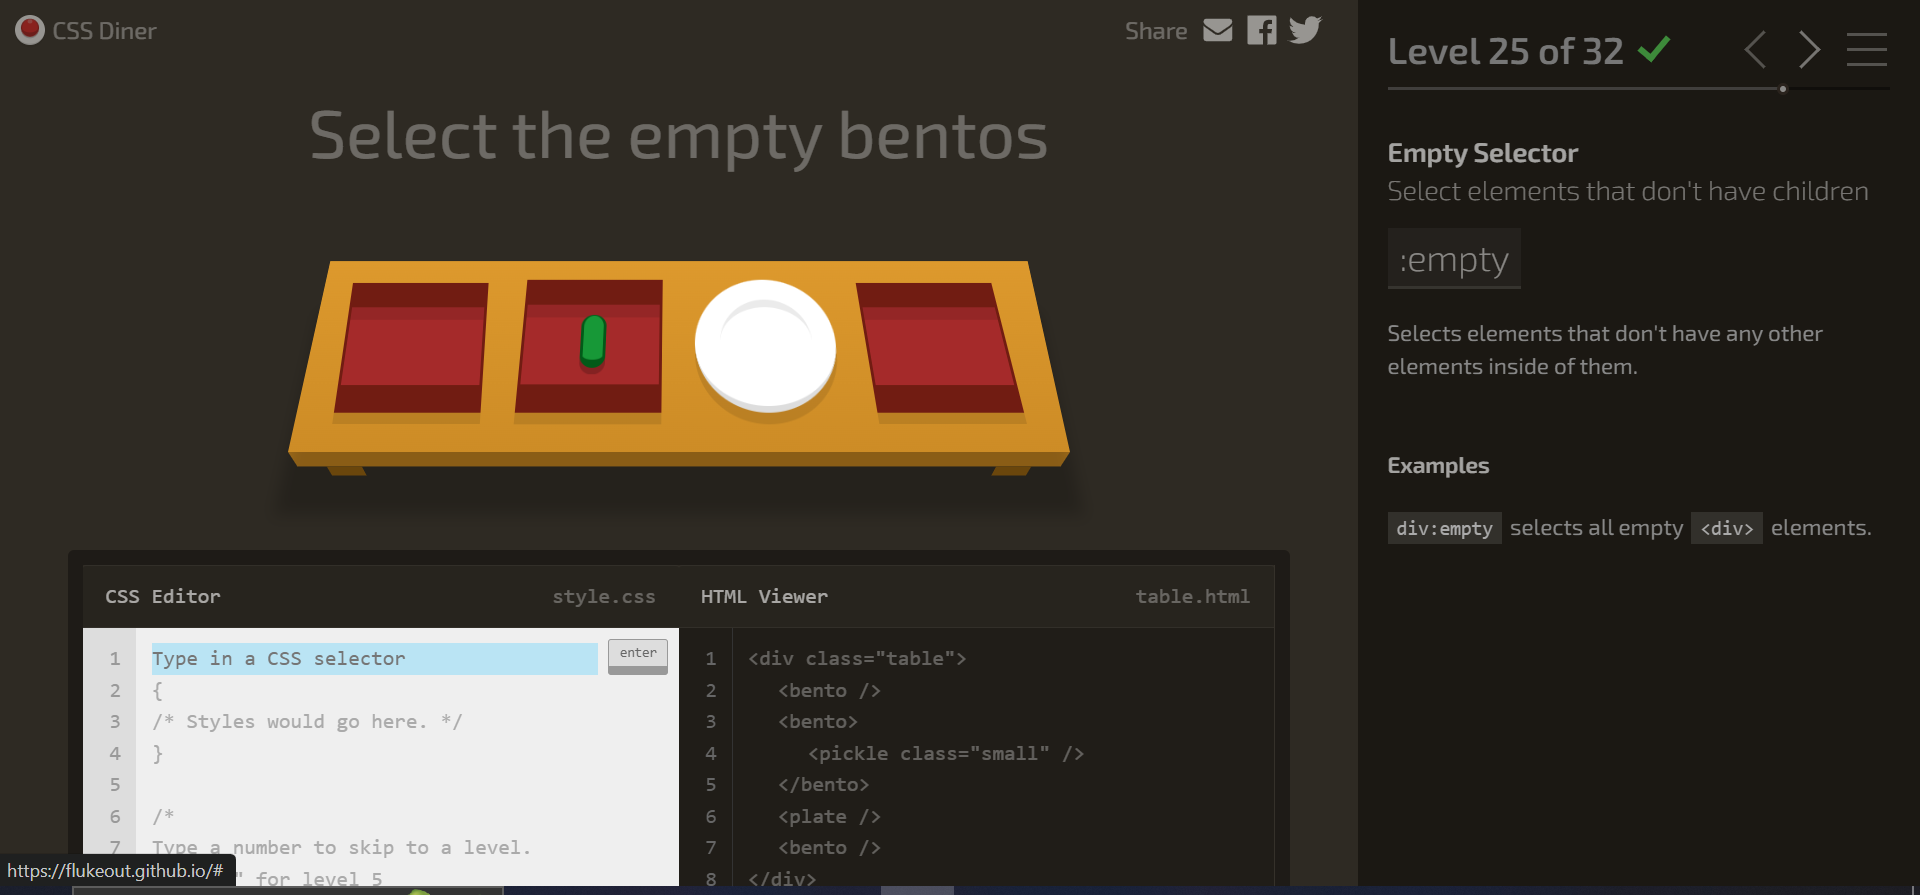 CSS Diner
Share
Select the empty bentos
CSS Editor
style.css
1 Type in a CSS selector
enter
2 {
3 /* Styles would go here. */
4 }
5
6 /*
7 Type a number to skip to a level.
" for level 5
HTML Viewer
table.html
1 <div class="table">
2 <bento />
3 <bento>
4 <pickle class="small" />
5 </bento>
6 <plate />
7 <bento />
8 </div>
Level 25 of 32
Empty Selector
Select elements that don't have children
:empty
Selects elements that don't have any other
elements inside of them.
Examples
div:empty selects all empty <div> elements.
https://flukeout.github.io/#